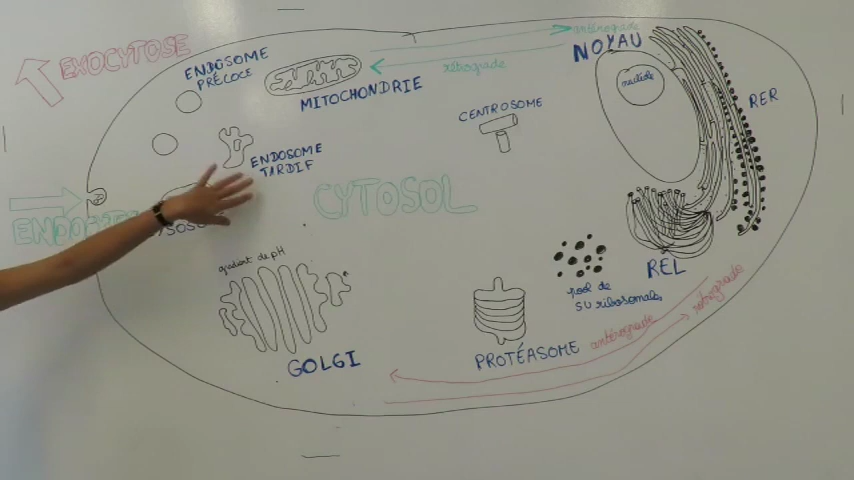 EXOCYTOSE
ENDOSOME
PRÉCOCE
MITOCHONDRIE
antérograde
rétrograde
NOYAU
nucléole
RER
CENTROSOME
ENDOSOME
TARDIF
CYTOSOL
gradient de pH
GOLGI
PROTÉASOME
pool de
SU ribosomales
REL
antérograde
rétrograde